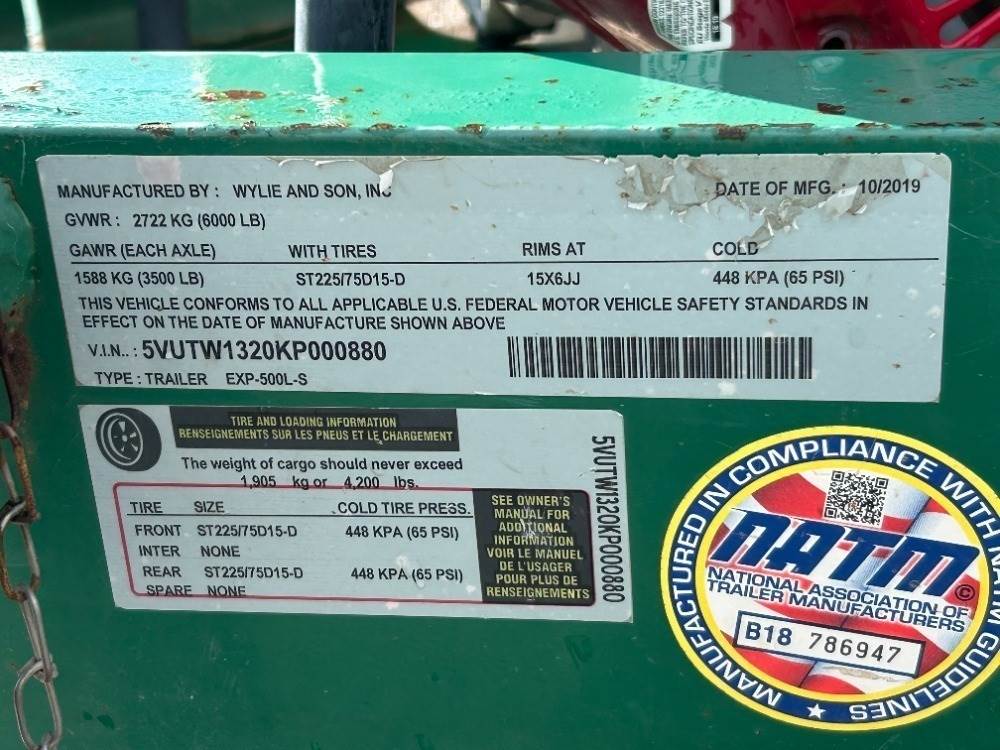 MANUFACTURED BY : WYLIE AND SON, INC
DATE OF MFG. : 10/2019
GVWR : 2722 KG (6000 LB)
GAWR (EACH AXLE) WITH TIRES RIMS AT COLD
1588 KG (3500 LB) ST225/75D15-D 15X6JJ 448 KPA (65 PSI)
THIS VEHICLE CONFORMS TO ALL APPLICABLE U.S. FEDERAL MOTOR VEHICLE SAFETY STANDARDS IN
EFFECT ON THE DATE OF MANUFACTURE SHOWN ABOVE
V.I.N.. : 5VUTW1320KP000880
TYPE : TRAILER EXP-500L-S
TIRE AND LOADING INFORMATION
RENSEIGNEMENTS SUR LES PNEUS ET LE CHARGEMENT
The weight of cargo should never exceed
1,905 kg or 4,200 lbs.
TIRE SIZE COLD TIRE PRESS.
FRONT ST225/75D15-D 448 KPA (65 PSI)
INTER NONE
REAR ST225/75D15-D 448 KPA (65 PSI)
SPARE NONE
SEE OWNER'S
MANUAL FOR
ADDITIONAL
INFORMATION
VOIR LE MANUEL
DE L'USAGER
POUR PLUS DE
RENSEIGNEMENTS
5VUTW1320KP000880
MANUFACTURED IN COMPLIANCE WITH NATM GUIDELINES
NATM ©
NATIONAL ASSOCIATION OF
TRAILER MANUFACTURERS
B18 786947